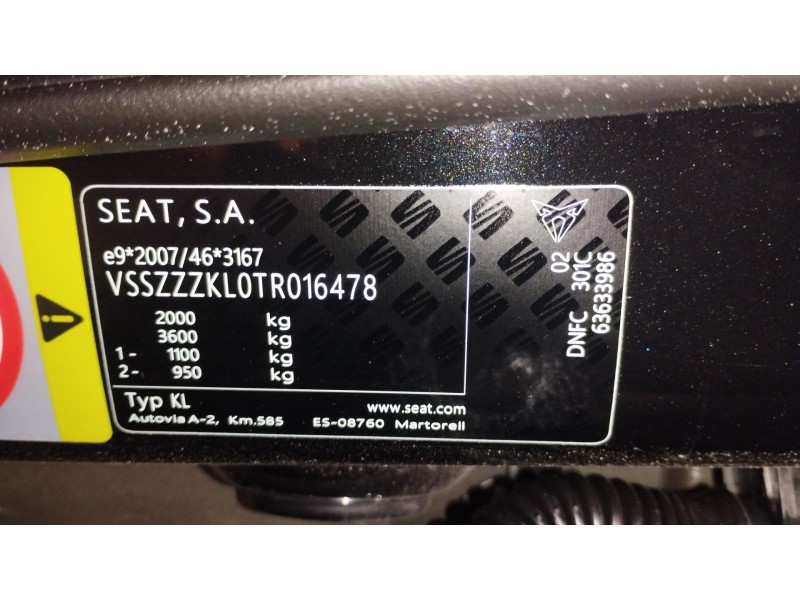 SEAT, S.A.
e9*2007/46*3167
VSSZZZKL0TR016478
2000 kg
3600 kg
1- 1100 kg
2- 950 kg
Typ KL www.seat.com
Autovia A-2, Km.585 ES-08760 Martorell
02
DNFC 301C
63633986